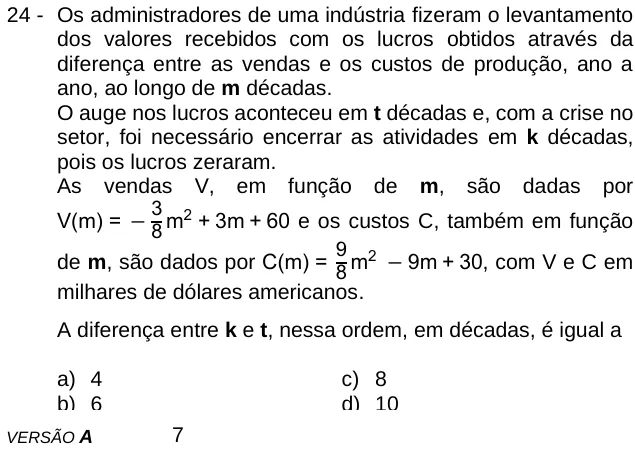 24 - Os administradores de uma indústria fizeram o levantamento
dos valores recebidos com os lucros obtidos através da
diferença entre as vendas e os custos de produção, ano a
ano, ao longo de m décadas.
O auge nos lucros aconteceu em t décadas e, com a crise no
setor, foi necessário encerrar as atividades em k décadas,
pois os lucros zeraram.
As vendas V, em função de m, são dadas por
V(m) = − 3/8 m² + 3m + 60 e os custos C, também em função
de m, são dados por C(m) = 9/8 m² − 9m + 30, com V e C em
milhares de dólares americanos.
A diferença entre k e t, nessa ordem, em décadas, é igual a
a) 4 c) 8
b) 6 d) 10
VERSÃO A 7